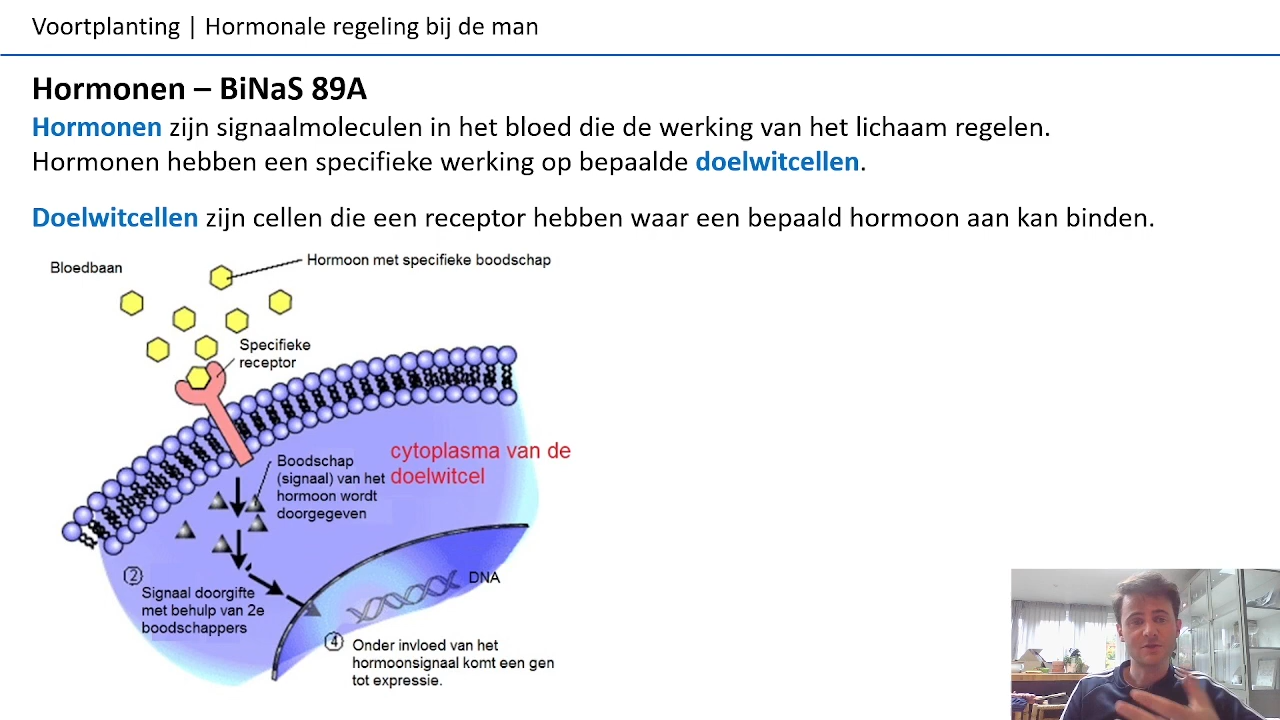 Voortplanting | Hormonale regeling bij de man
Hormonen – BiNaS 89A
Hormonen zijn signaalmoleculen in het bloed die de werking van het lichaam regelen.
Hormonen hebben een specifieke werking op bepaalde doelwitcellen.
Doelwitcellen zijn cellen die een receptor hebben waar een bepaald hormoon aan kan binden.
Bloedbaan
Hormoon met specifieke boodschap
Specifieke
receptor
cytoplasma van de
doelwitcel
Boodschap
(signaal) van het
hormoon wordt
doorgegeven
2
Signaal doorgifte
met behulp van 2e
boodschappers
DNA
4
Onder invloed van het
hormoonsignaal komt een gen
tot expressie.